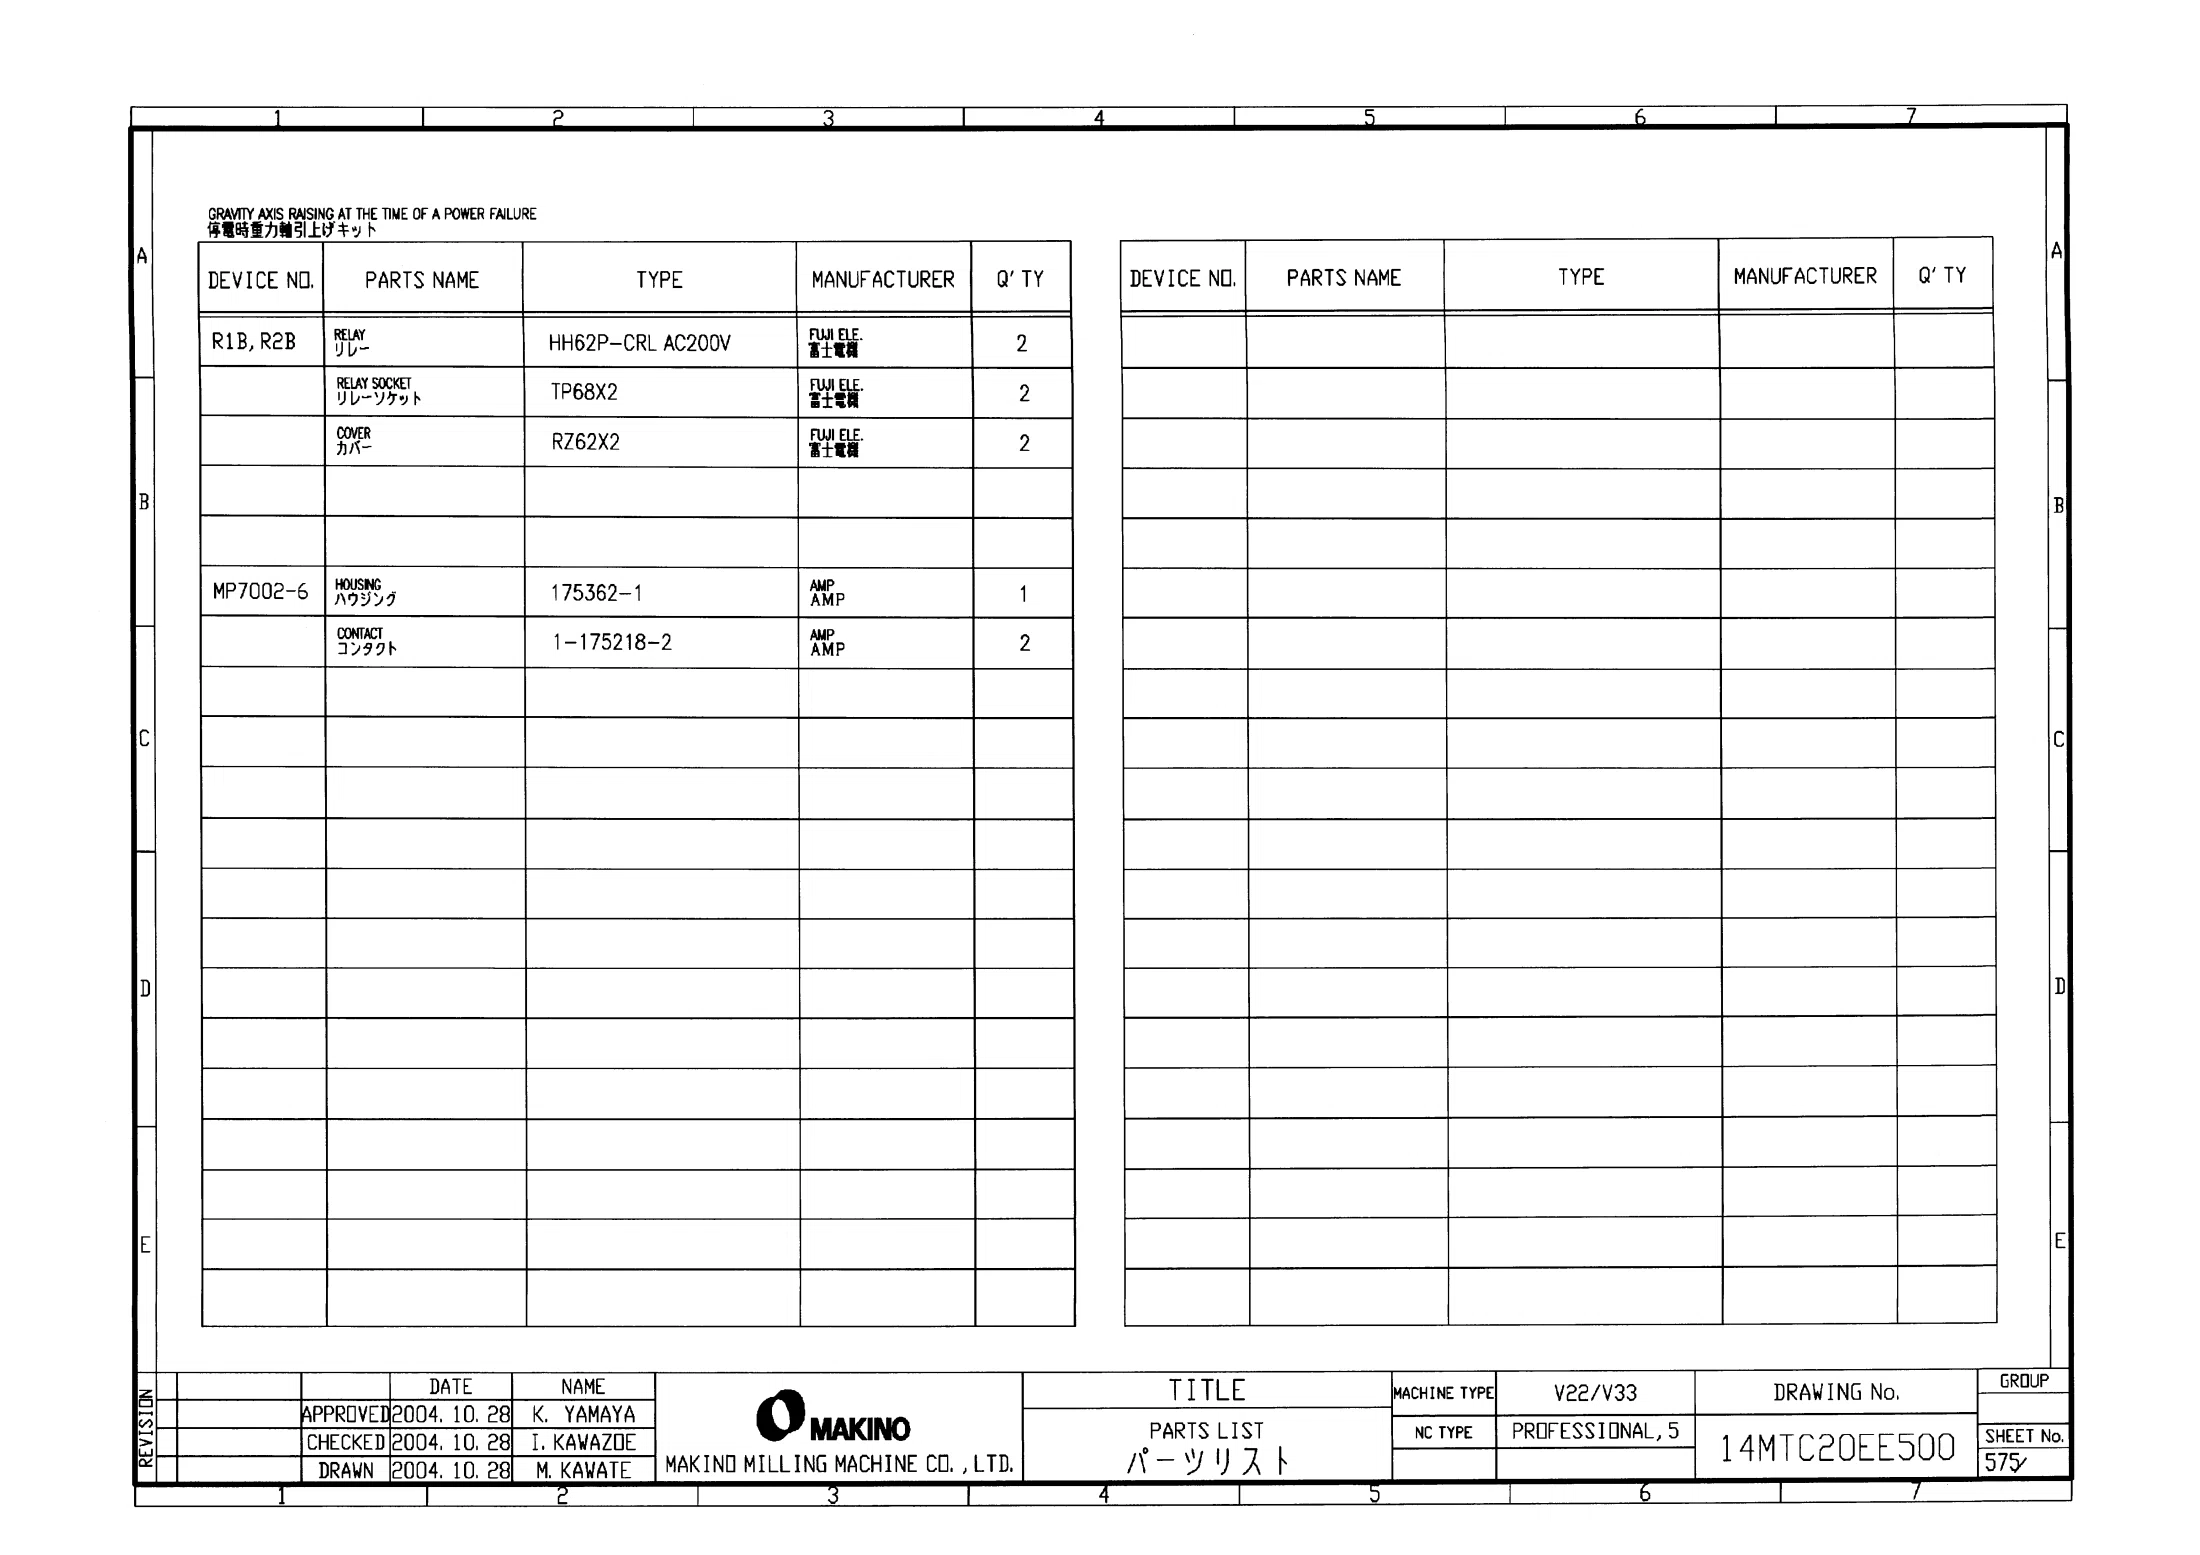 1 2 3 4 5 6 7
GRAVITY AXIS RAISING AT THE TIME OF A POWER FAILURE
停電時重力軸引上げキット
DEVICE NO. PARTS NAME TYPE MANUFACTURER Q'TY
R1B, R2B RELAY HH62P-CRL AC200V FUJI ELE. 2
リレー 富士電機
RELAY SOCKET TP68X2 FUJI ELE. 2
リレーソケット 富士電機
COVER RZ62X2 FUJI ELE. 2
カバー 富士電機
MP7002-6 HOUSING 175362-1 AMP 1
ハウジング AMP
CONTACT 1-175218-2 AMP 2
コンタクト AMP
DEVICE NO. PARTS NAME TYPE MANUFACTURER Q'TY
A A
B B
C C
D D
E E
REVISION
DATE NAME
APPROVED 2004. 10. 28 K. YAMAYA
CHECKED 2004. 10. 28 I. KAWAZOE
DRAWN 2004. 10. 28 M. KAWATE
MAKINO
MAKINO MILLING MACHINE CO. , LTD.
TITLE
PARTS LIST
パーツリスト
MACHINE TYPE V22/V33
NC TYPE PROFESSIONAL, 5
DRAWING No.
14MTC20EE500
GROUP
SHEET No.
575/
1 2 3 4 5 6 7